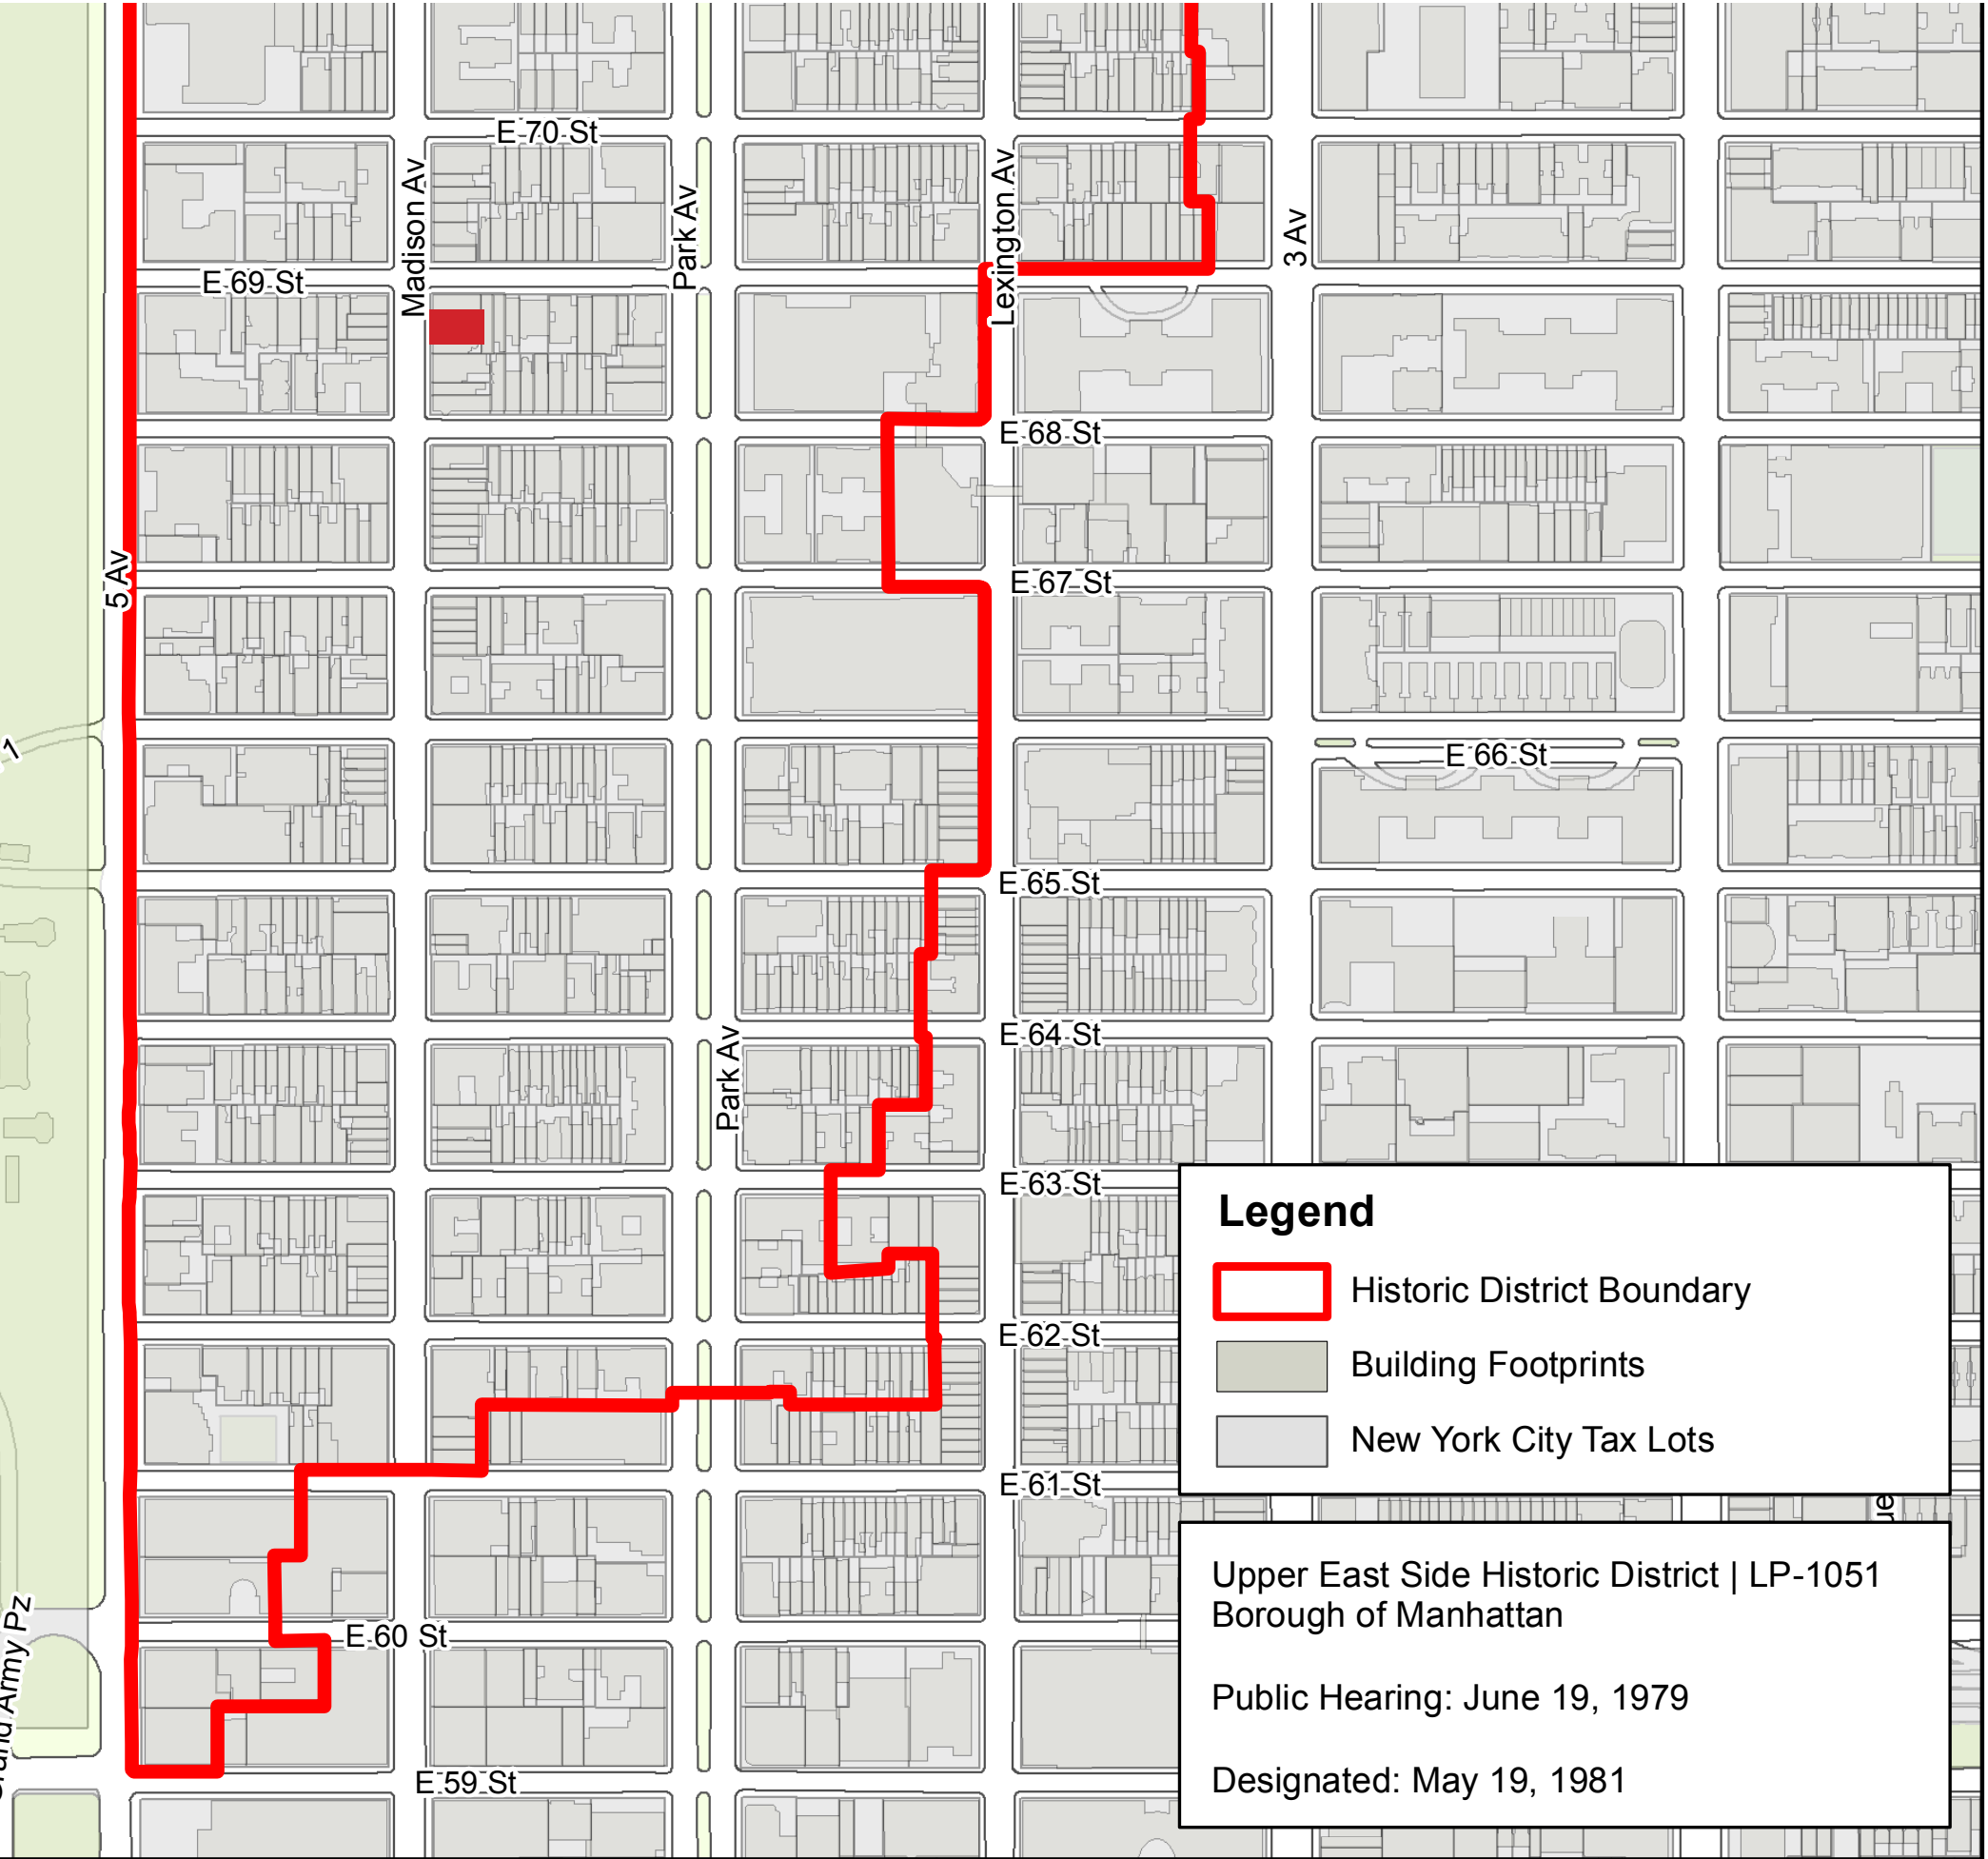 E 70 St
Madison Av
Park Av
Lexington Av
3 Av
E 69 St
E 68 St
5 Av
E 67 St
1
E 66 St
E 65 St
E 64 St
Park Av
E 63 St
Legend
Historic District Boundary
E 62 St
Building Footprints
New York City Tax Lots
E 61 St
ue
Upper East Side Historic District | LP-1051
Borough of Manhattan
E 60 St
Army Pz
Public Hearing: June 19, 1979
E 59 St
Designated: May 19, 1981